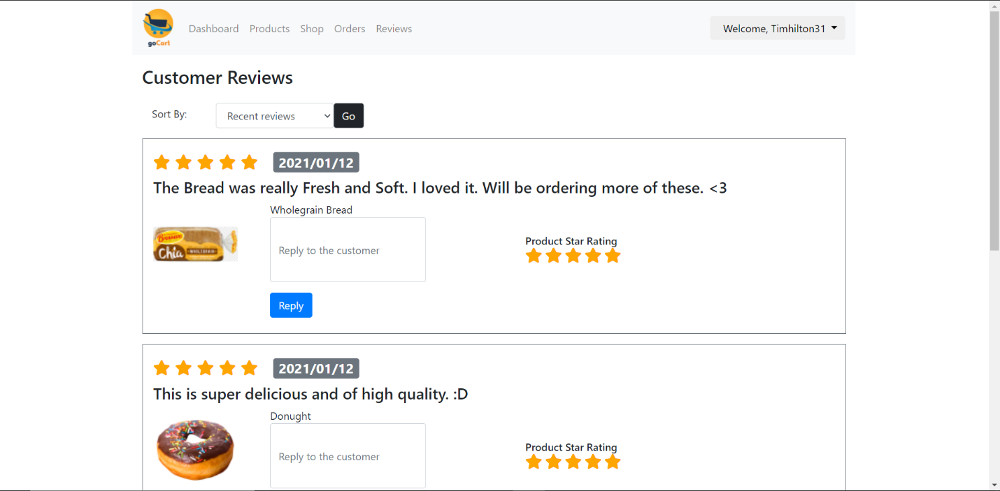 goCart
Dashboard Products Shop Orders Reviews
Welcome, Timhilton31
Customer Reviews
Sort By: Recent reviews Go
2021/01/12
The Bread was really Fresh and Soft. I loved it. Will be ordering more of these. <3
Wholegrain Bread
Chia
WHOLEGRAIN
Reply to the customer
Product Star Rating
Reply
2021/01/12
This is super delicious and of high quality. :D
Donught
Reply to the customer
Product Star Rating